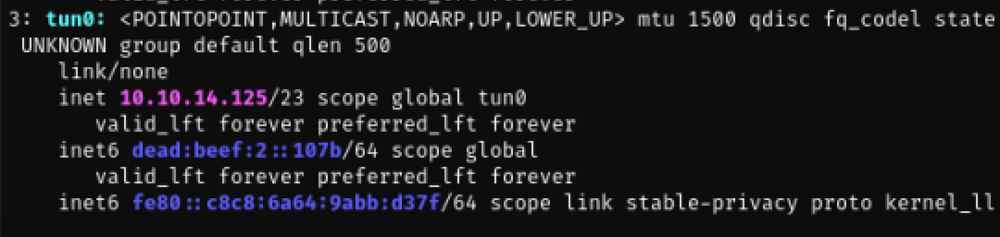 3: tun0: <POINTOPOINT,MULTICAST,NOARP,UP,LOWER_UP> mtu 1500 qdisc fq_codel state
UNKNOWN group default qlen 500
link/none
inet 10.10.14.125/23 scope global tun0
valid_lft forever preferred_lft forever
inet6 dead:beef:2::107b/64 scope global
valid_lft forever preferred_lft forever
inet6 fe80::c8c8:6a64:9abb:d37f/64 scope link stable-privacy proto kernel_ll